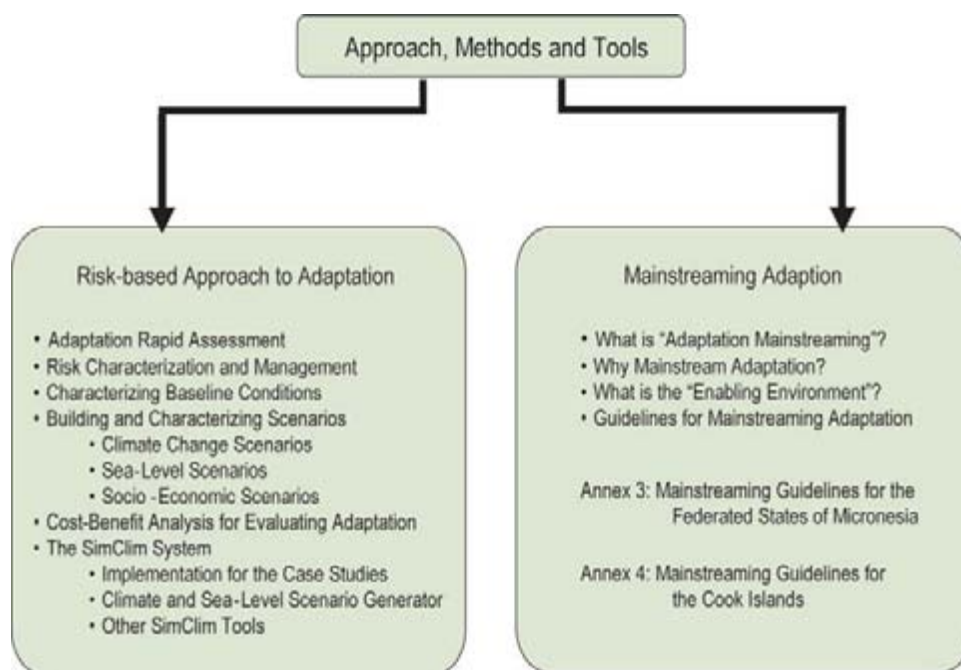 Approach, Methods and Tools
Risk-based Approach to Adaptation
• Adaptation Rapid Assessment
• Risk Characterization and Management
• Characterizing Baseline Conditions
• Building and Characterizing Scenarios
• Climate Change Scenarios
• Sea-Level Scenarios
• Socio -Economic Scenarios
• Cost-Benefit Analysis for Evaluating Adaptation
• The SimClim System
• Implementation for the Case Studies
• Climate and Sea-Level Scenario Generator
• Other SimClim Tools
Mainstreaming Adaption
• What is “Adaptation Mainstreaming”?
• Why Mainstream Adaptation?
• What is the “Enabling Environment”?
• Guidelines for Mainstreaming Adaptation
Annex 3: Mainstreaming Guidelines for the
Federated States of Micronesia
Annex 4: Mainstreaming Guidelines for
the Cook Islands